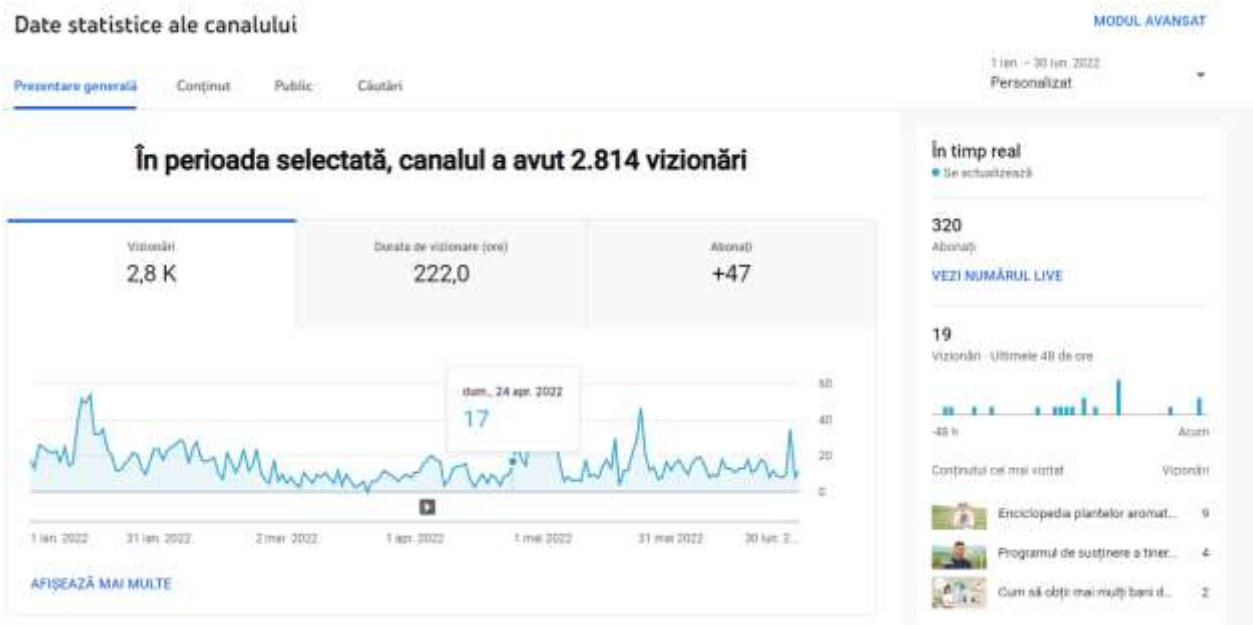 Date statistice ale canalului
MODUL AVANSAT
1 ian. – 30 iun. 2022
Personalizat
Prezentare generală
Conținut
Public
Căutări
În perioada selectată, canalul a avut 2.814 vizionări
Vizionări
2,8 K
Durata de vizionare (ore)
222,0
Abonați
+47
dum., 24 apr. 2022
17
60
40
20
0
1 ian. 2022
31 ian. 2022
2 mar. 2022
1 apr. 2022
1 mai 2022
31 mai 2022
30 iun. 2...
AFIȘEAZĂ MAI MULTE
În timp real
Se actualizează
320
Abonați
VEZI NUMĂRUL LIVE
19
Vizionări · Ultimele 48 de ore
-48 h
Acum
Conținutul cel mai vizitat
Vizionări
Enciclopedia plantelor aromat...
9
Programul de susținere a tiner...
4
Cum să obții mai mulți bani d...
2